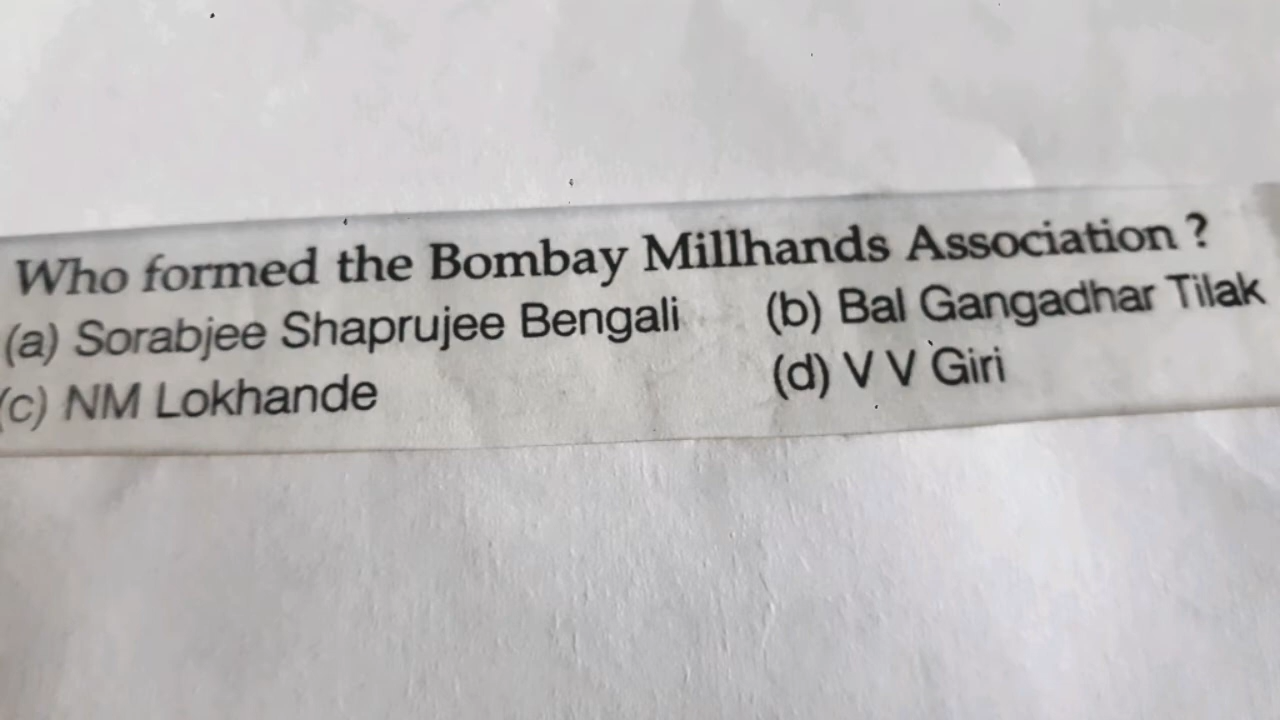 Who formed the Bombay Millhands Association ?
(a) Sorabjee Shaprujee Bengali (b) Bal Gangadhar Tilak
(c) NM Lokhande (d) V V Giri